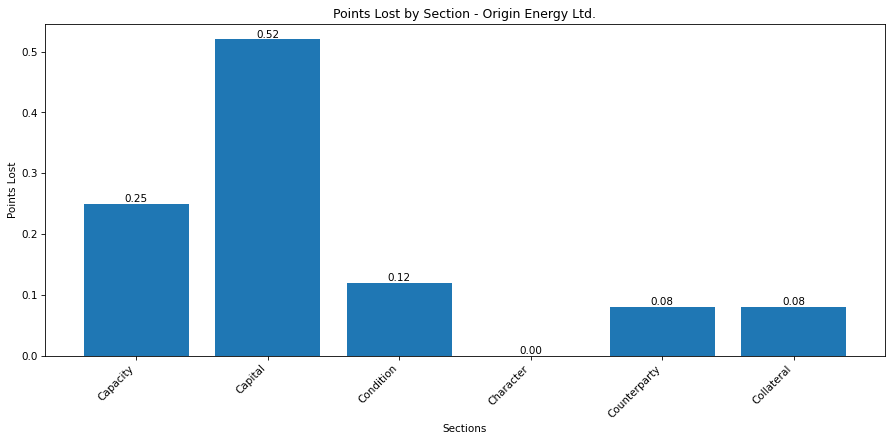 Points Lost by Section - Origin Energy Ltd.
Points Lost
0.5
0.4
0.3
0.2
0.1
0.0
0.25
0.52
0.12
0.00
0.08
0.08
Capacity
Capital
Condition
Character
Counterparty
Collateral
Sections